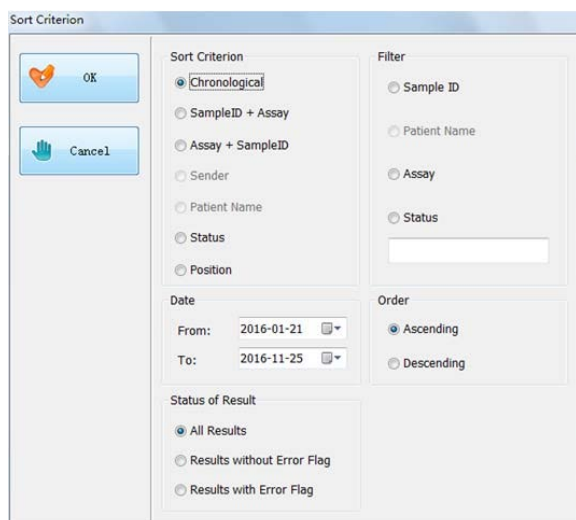 Sort Criterion
OK
Cancel
Sort Criterion
Chronological
SampleID + Assay
Assay + SampleID
Sender
Patient Name
Status
Position
Filter
Sample ID
Patient Name
Assay
Status
Date
From: 2016-01-21
To: 2016-11-25
Order
Ascending
Descending
Status of Result
All Results
Results without Error Flag
Results with Error Flag